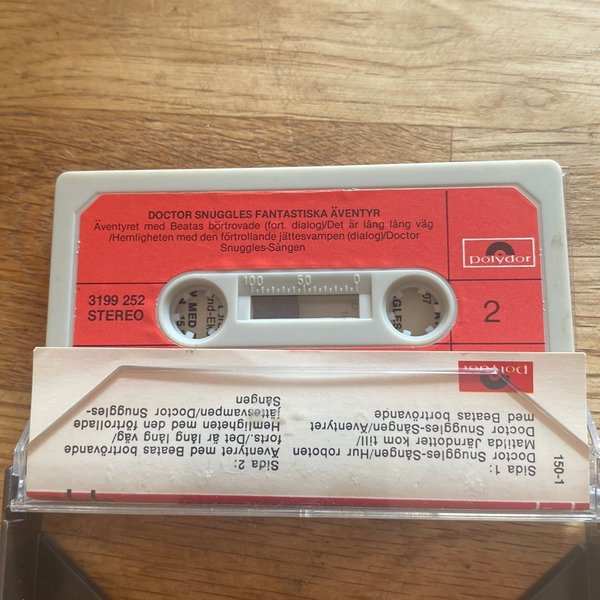 DOCTOR SNUGGLES FANTASTISKA ÄVENTYR
Äventyret med Beatas börtrovade (fort. dialog)/Det är lång lång väg
/Hemligheten med den förtrollande jättesvampen (dialog)/Doctor
Snuggles-Sången
polydor
3199 252
STEREO
100 50 0
2
polydor
150-1
Sida 1:
Doctor Snuggles-Sången/Hur roboten
Matilda Järndotter kom till/
Doctor Snuggles-Sången/Äventyret
med Beatas bortrövande
Sida 2:
Äventyret med Beatas bortrövande
forts./Det är lång lång väg/
Hemligheten med den förtrollade
jättesvampen/Doctor Snuggles-
Sången